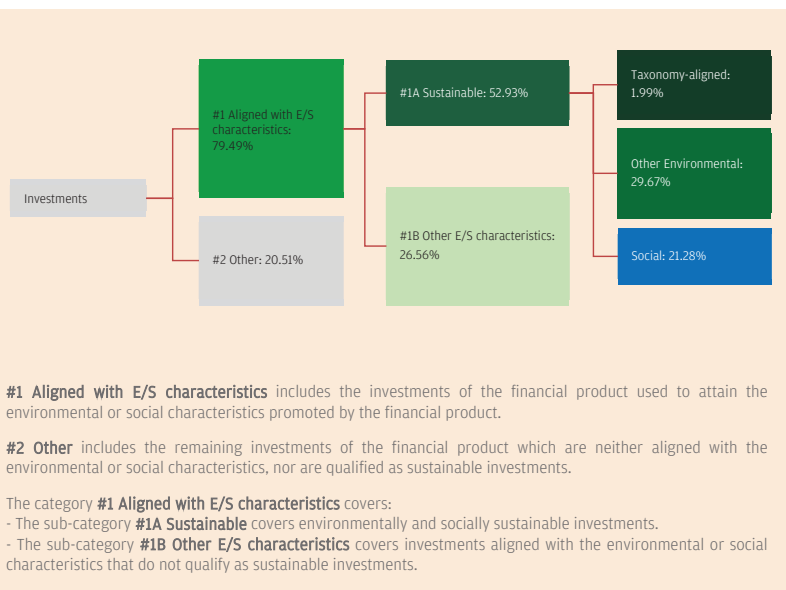 Investments
#1 Aligned with E/S
characteristics:
79.49%
#2 Other: 20.51%
#1A Sustainable: 52.93%
#1B Other E/S characteristics:
26.56%
Taxonomy-aligned:
1.99%
Other Environmental:
29.67%
Social: 21.28%
#1 Aligned with E/S characteristics includes the investments of the financial product used to attain the
environmental or social characteristics promoted by the financial product.
#2 Other includes the remaining investments of the financial product which are neither aligned with the
environmental or social characteristics, nor are qualified as sustainable investments.
The category #1 Aligned with E/S characteristics covers:
- The sub-category #1A Sustainable covers environmentally and socially sustainable investments.
- The sub-category #1B Other E/S characteristics covers investments aligned with the environmental or social
characteristics that do not qualify as sustainable investments.